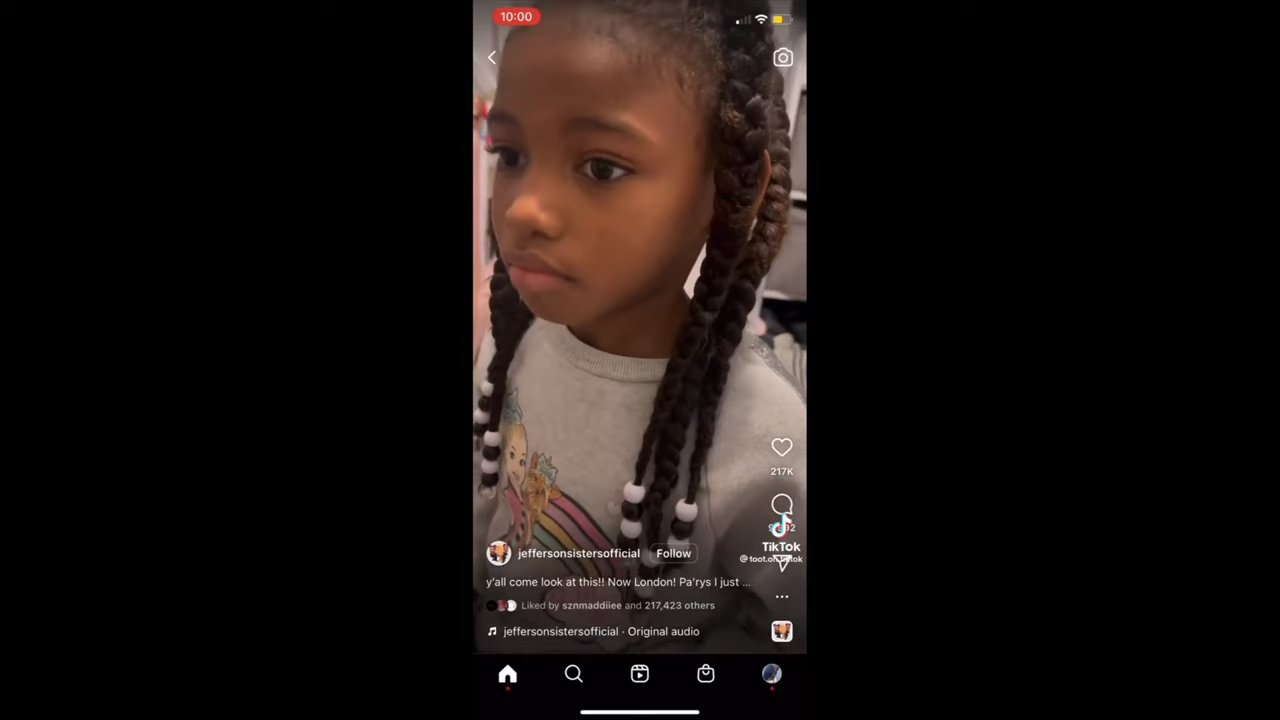 10:00
217K
TikTok
jeffersonsistersofficial Follow
y'all come look at this!! Now London! Pa'rys I just ...
Liked by sznmaddiiee and 217,423 others
jeffersonsistersofficial · Original audio